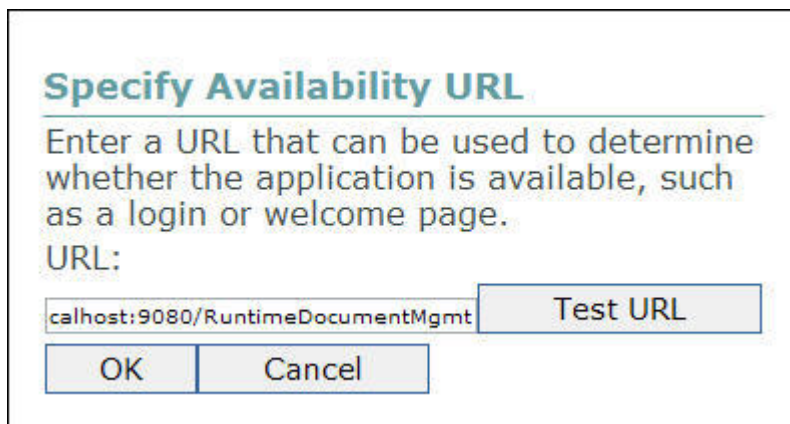 Specify Availability URL
Enter a URL that can be used to determine
whether the application is available, such
as a login or welcome page.
URL:
calhost:9080/RuntimeDocumentMgmt Test URL
OK Cancel